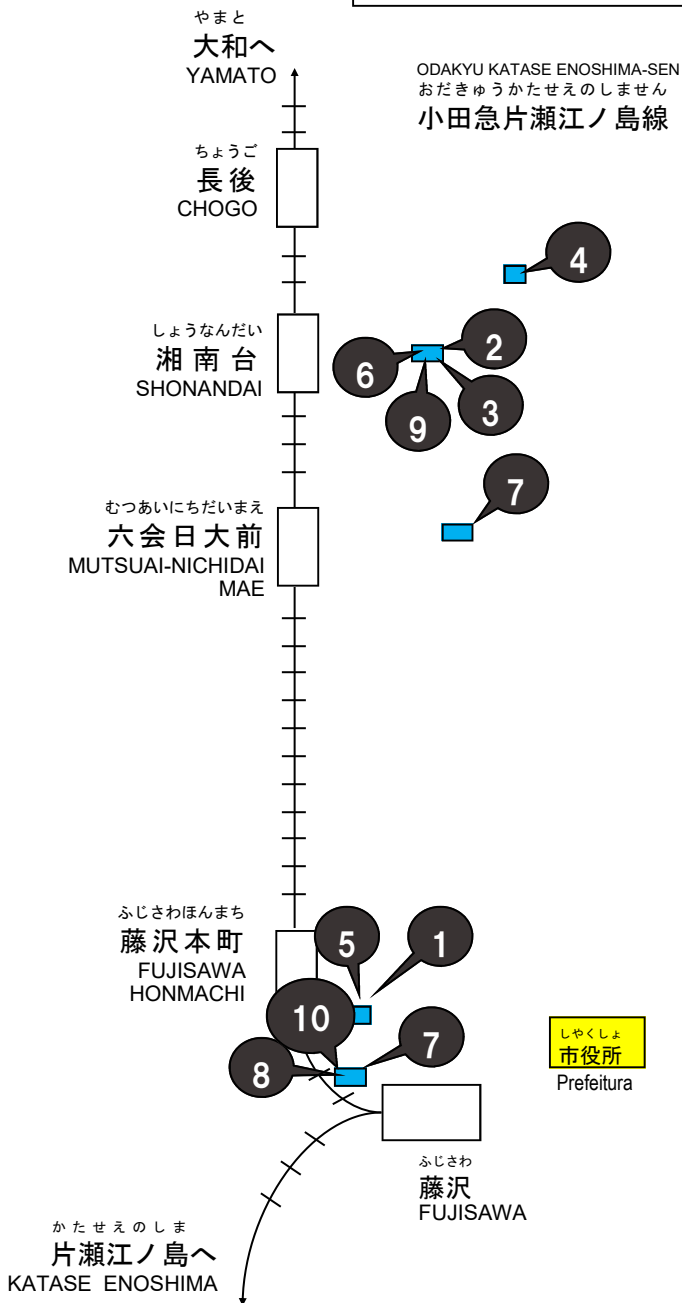 やまと
大和へ
YAMATO
ODAKYU KATASE ENOSHIMA-SEN
おだきゅうかたせえのしません
小田急片瀬江ノ島線
ちょうご
長後
CHOGO
4
しょうなんだい
湘南台
SHONANDAI
2
6
3
9
むつあいにちだいまえ
六会日大前
MUTSUAI-NICHIDAI
MAE
7
ふじさわほんまち
藤沢本町
FUJISAWA
HONMACHI
5
1
10
7
8
しやくしょ
市役所
Prefeitura
ふじさわ
藤沢
FUJISAWA
かたせえのしま
片瀬江ノ島へ
KATASE ENOSHIMA